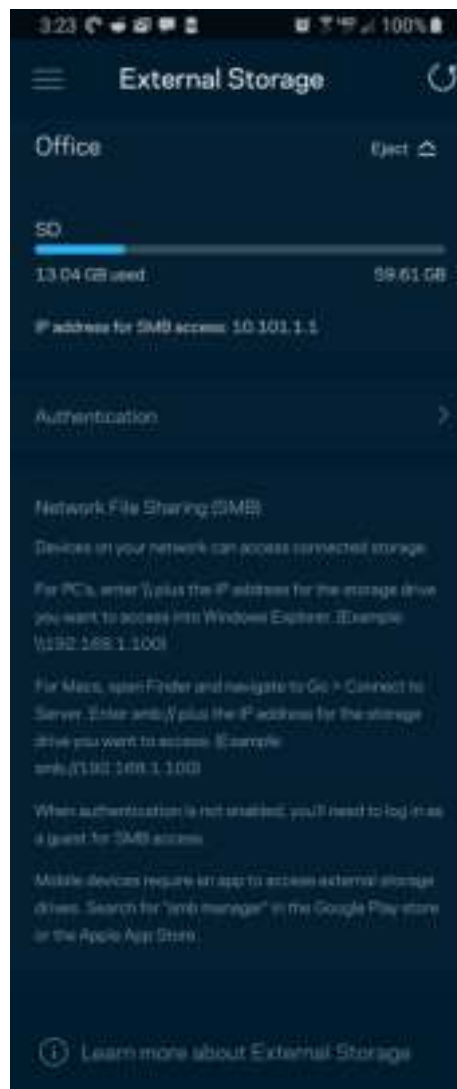 3:23 100%
External Storage
Office Eject
SD
13.04 GB used 59.61 GB
IP address for SMB access: 10.101.1.1
Authentication
Network File Sharing (SMB)
Devices on your network can access connected storage.
For PC's, enter \\ plus the IP address for the storage drive
you want to access into Windows Explorer. (Example:
\\192.168.1.100)
For Macs, open Finder and navigate to Go > Connect to
Server. Enter smb:// plus the IP address for the storage
drive you want to access. (Example:
smb://192.168.1.100)
When authentication is not enabled, you'll need to log in as
a guest for SMB access.
Mobile devices require an app to access external storage
drives. Search for "smb manager" in the Google Play store
or the Apple App Store.
Learn more about External Storage